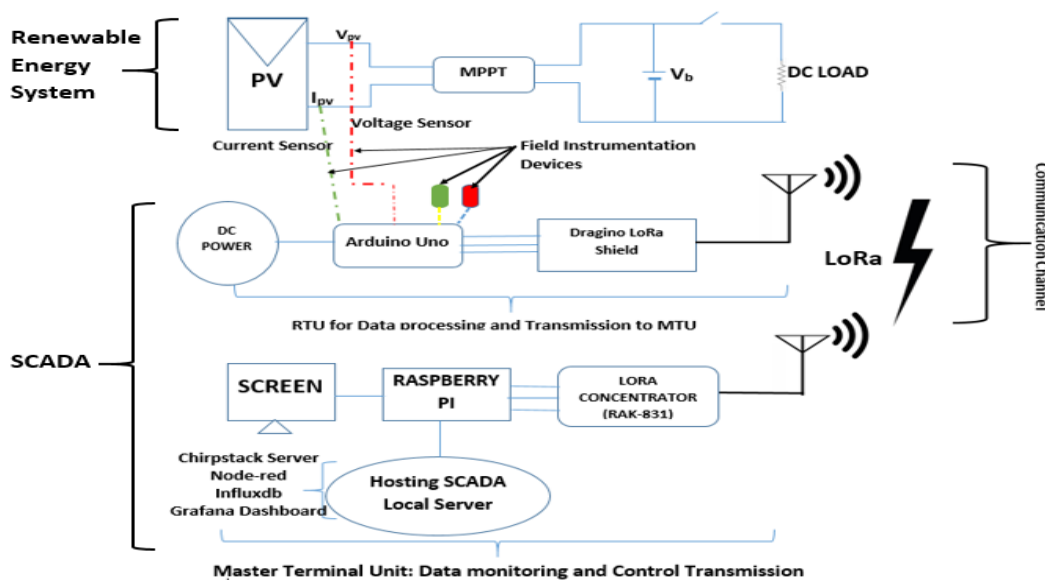 Renewable
Energy
System
PV
Vpv
Ipv
MPPT
Vb
DC LOAD
Voltage Sensor
Current Sensor
Field Instrumentation
Devices
Communication Channel
DC
POWER
Arduino Uno
Dragino LoRa
Shield
LoRa
RTU for Data processing and Transmission to MTU
SCADA
SCREEN
RASPBERRY
PI
LORA
CONCENTRATOR
(RAK-831)
Chirpstack Server
Node-red
Influxdb
Grafana Dashboard
Hosting SCADA
Local Server
Master Terminal Unit: Data monitoring and Control Transmission